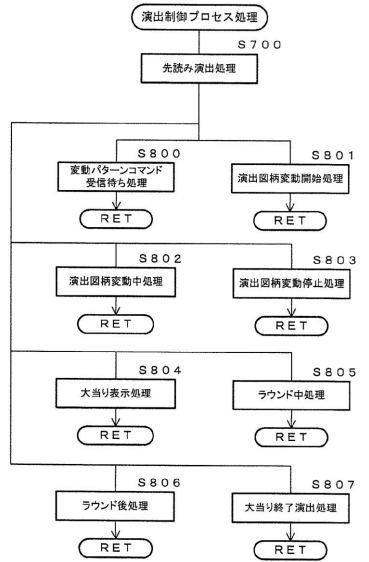 演出制御プロセス処理
S700
先読み演出処理
S800
変動パターンコマンド
受信待ち処理
RET
S801
演出図柄変動開始処理
RET
S802
演出図柄変動中処理
RET
S803
演出図柄変動停止処理
RET
S804
大当り表示処理
RET
S805
ラウンド中処理
RET
S806
ラウンド後処理
RET
S807
大当り終了演出処理
RET